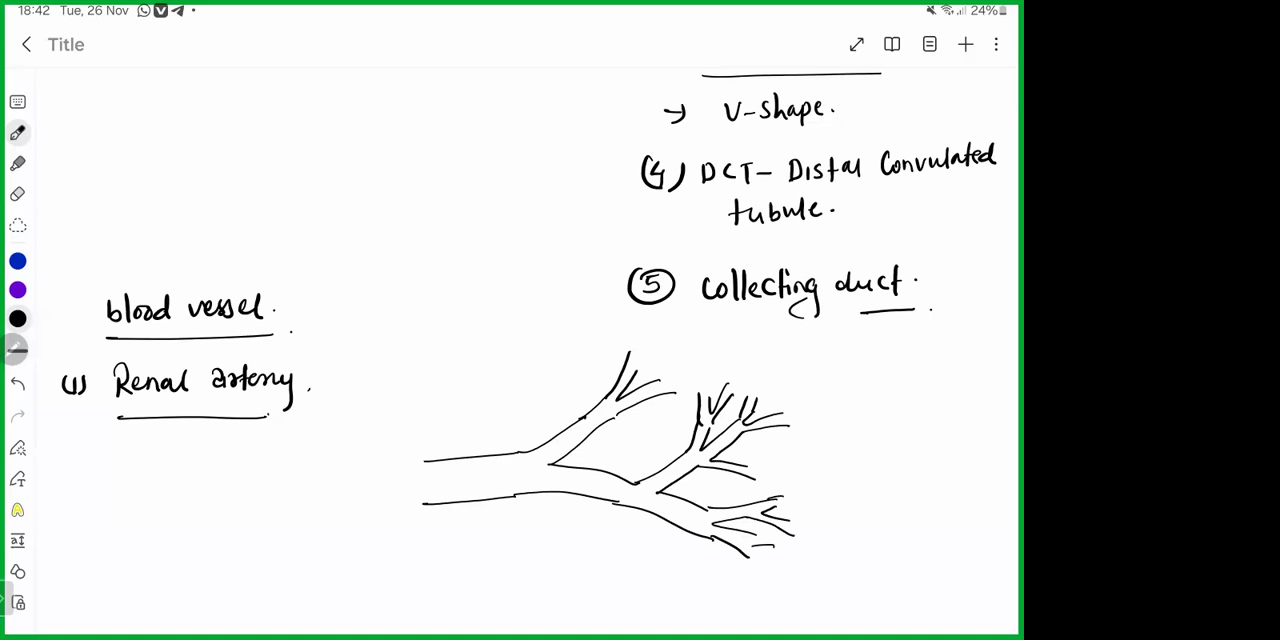 18:42 Tue, 26 Nov
24%
Title
→ V-shape.
(4) DCT- Distal Convulated
tubule.
⑤ Collecting duct.
blood vessel.
(1) Renal artery.